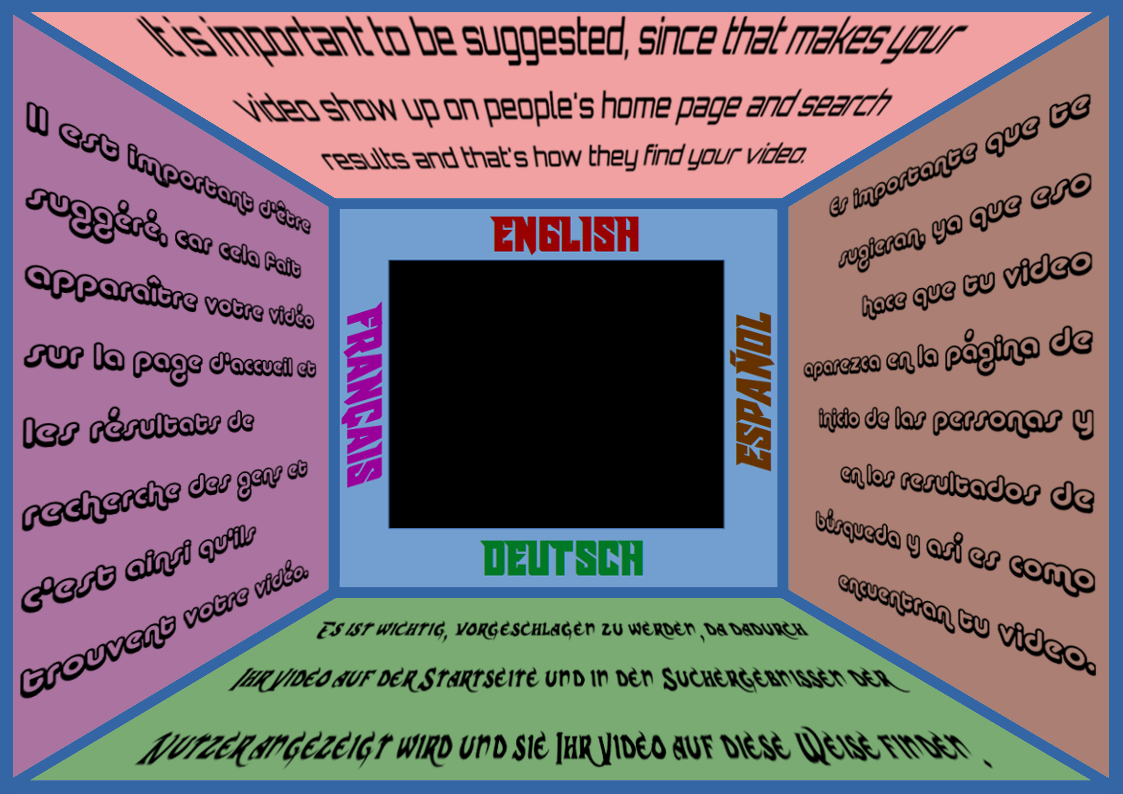 It is important to be suggested, since that makes your
video show up on people's home page and search
results and that's how they find your video.
Il est important d'être
suggéré, car cela fait
apparaître votre vidéo
sur la page d'accueil et
les résultats de
recherche des gens et
c'est ainsi qu'ils
trouvent votre vidéo.
ENGLISH
FRANÇAIS
ESPAÑOL
DEUTSCH
Es importante que te
sugieran, ya que eso
hace que tu video
aparezca en la página de
inicio de las personas y
en los resultados de
búsqueda y así es como
encuentran tu video.
Es ist wichtig, vorgeschlagen zu werden, da dadurch
Ihr Video auf der Startseite und in den Suchergebnissen der
Nutzer angezeigt wird und sie Ihr Video auf diese Weise finden.